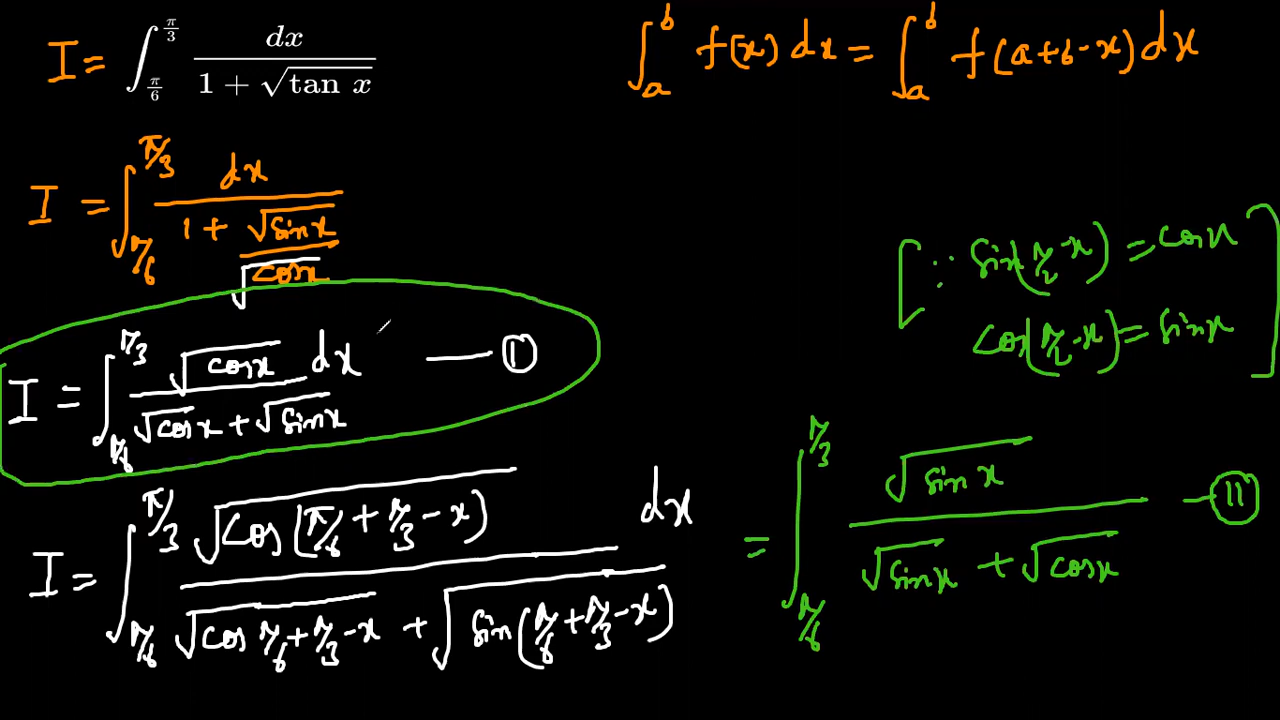 I = ∫_{π/6}^{π/3} dx / (1 + √(tan x))
∫_a^b f(x) dx = ∫_a^b f(a+b-x) dx
I = ∫_{π/6}^{π/3} dx / (1 + √sin x / √cos x)
[∵ sin(π/2 - x) = cos x
cos(π/2 - x) = sin x]
I = ∫_{π/6}^{π/3} √cos x dx / (√cos x + √sin x) — (I)
I = ∫_{π/6}^{π/3} √(cos(π/6 + π/3 - x)) / (√(cos π/6 + π/3 - x) + √(sin(π/6 + π/3 - x))) dx
= ∫_{π/6}^{π/3} √sin x / (√sin x + √cos x) — (II)